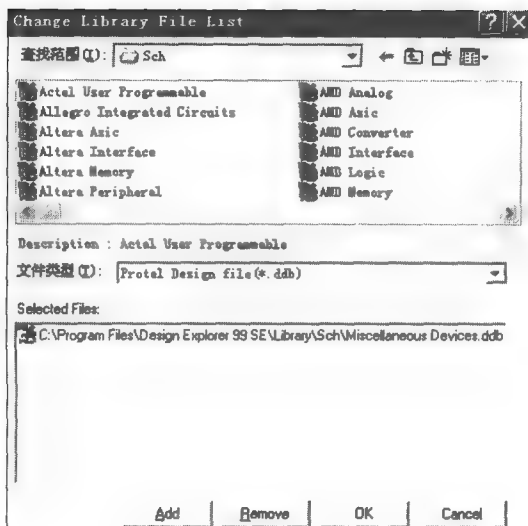 Change Library File List
查找范围(I): Sch
Actel User Programmable
Allegro Integrated Circuits
Altera Asic
Altera Interface
Altera Memory
Altera Peripheral
AMD Analog
AMD Asic
AMD Converter
AMD Interface
AMD Logic
AMD Memory
Description : Actel User Programmable
文件类型(T): Protel Design file(*.ddb)
Selected Files:
C:\Program Files\Design Explorer 99 SE\Library\Sch\Miscellaneous Devices.ddb
Add Remove OK Cancel